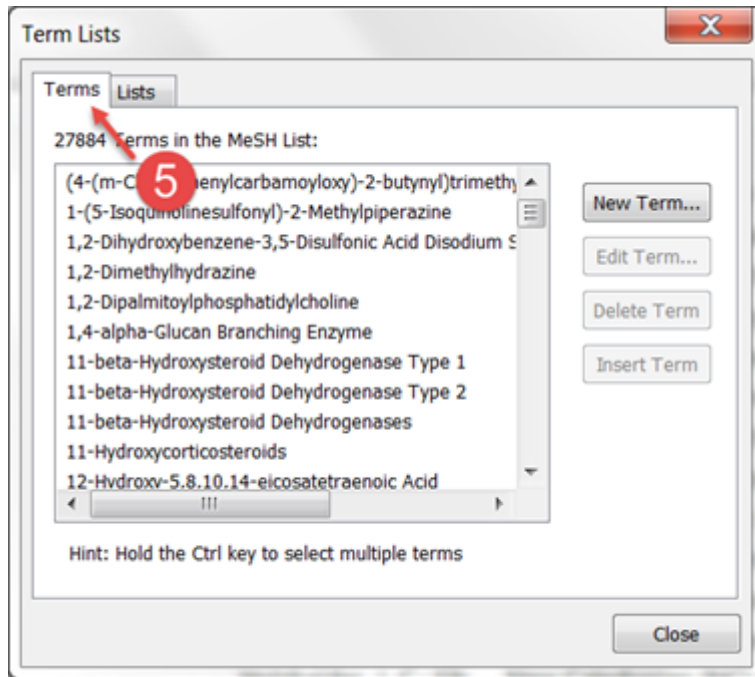 Term Lists
Terms Lists
27884 Terms in the MeSH List:
5
(4-(m-C enylcarbamoyloxy)-2-butynyl)trimethy
1-(5-Isoquinolinesulfonyl)-2-Methylpiperazine
1,2-Dihydroxybenzene-3,5-Disulfonic Acid Disodium S
1,2-Dimethylhydrazine
1,2-Dipalmitoylphosphatidylcholine
1,4-alpha-Glucan Branching Enzyme
11-beta-Hydroxysteroid Dehydrogenase Type 1
11-beta-Hydroxysteroid Dehydrogenase Type 2
11-beta-Hydroxysteroid Dehydrogenases
11-Hydroxycorticosteroids
12-Hydroxy-5,8,10,14-eicosatetraenoic Acid
New Term...
Edit Term...
Delete Term
Insert Term
Hint: Hold the Ctrl key to select multiple terms
Close